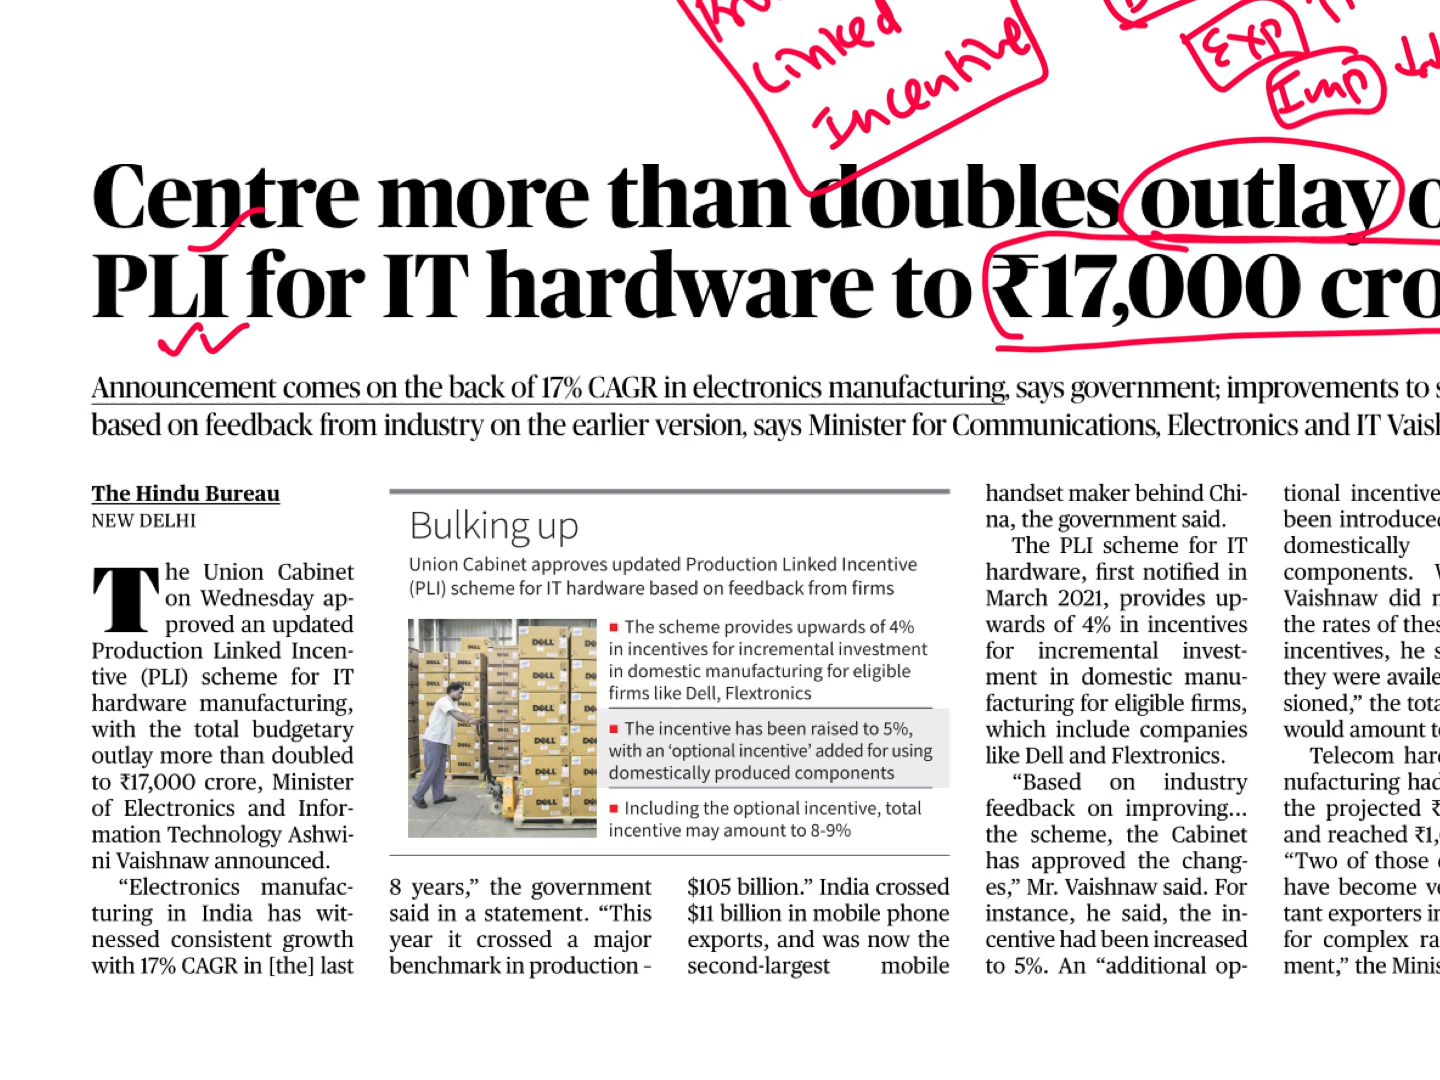 Linked
Incentive
Exp
Imp
Centre more than doubles outlay
PLI for IT hardware to ₹17,000 cro
Announcement comes on the back of 17% CAGR in electronics manufacturing, says government; improvements to s
based on feedback from industry on the earlier version, says Minister for Communications, Electronics and IT Vaish
The Hindu Bureau
NEW DELHI
The Union Cabinet
on Wednesday ap-
proved an updated
Production Linked Incen-
tive (PLI) scheme for IT
hardware manufacturing,
with the total budgetary
outlay more than doubled
to ₹17,000 crore, Minister
of Electronics and Infor-
mation Technology Ashwi-
ni Vaishnaw announced.
“Electronics manufac-
turing in India has wit-
nessed consistent growth
with 17% CAGR in [the] last
Bulking up
Union Cabinet approves updated Production Linked Incentive
(PLI) scheme for IT hardware based on feedback from firms
DELL
■ The scheme provides upwards of 4%
in incentives for incremental investment
in domestic manufacturing for eligible
firms like Dell, Flextronics
■ The incentive has been raised to 5%,
with an ‘optional incentive’ added for using
domestically produced components
■ Including the optional incentive, total
incentive may amount to 8-9%
8 years,” the government
said in a statement. “This
year it crossed a major
benchmark in production -
$105 billion.” India crossed
$11 billion in mobile phone
exports, and was now the
second-largest mobile
handset maker behind Chi-
na, the government said.
The PLI scheme for IT
hardware, first notified in
March 2021, provides up-
wards of 4% in incentives
for incremental invest-
ment in domestic manu-
facturing for eligible firms,
which include companies
like Dell and Flextronics.
“Based on industry
feedback on improving...
the scheme, the Cabinet
has approved the chang-
es,” Mr. Vaishnaw said. For
instance, he said, the in-
centive had been increased
to 5%. An “additional op-
tional incentive
been introduced
domestically
components. W
Vaishnaw did n
the rates of thes
incentives, he s
they were availe
sioned,” the tota
would amount to
Telecom hard
nufacturing had
the projected ₹
and reached ₹1,
“Two of those
have become ve
tant exporters in
for complex ra
ment,” the Minis